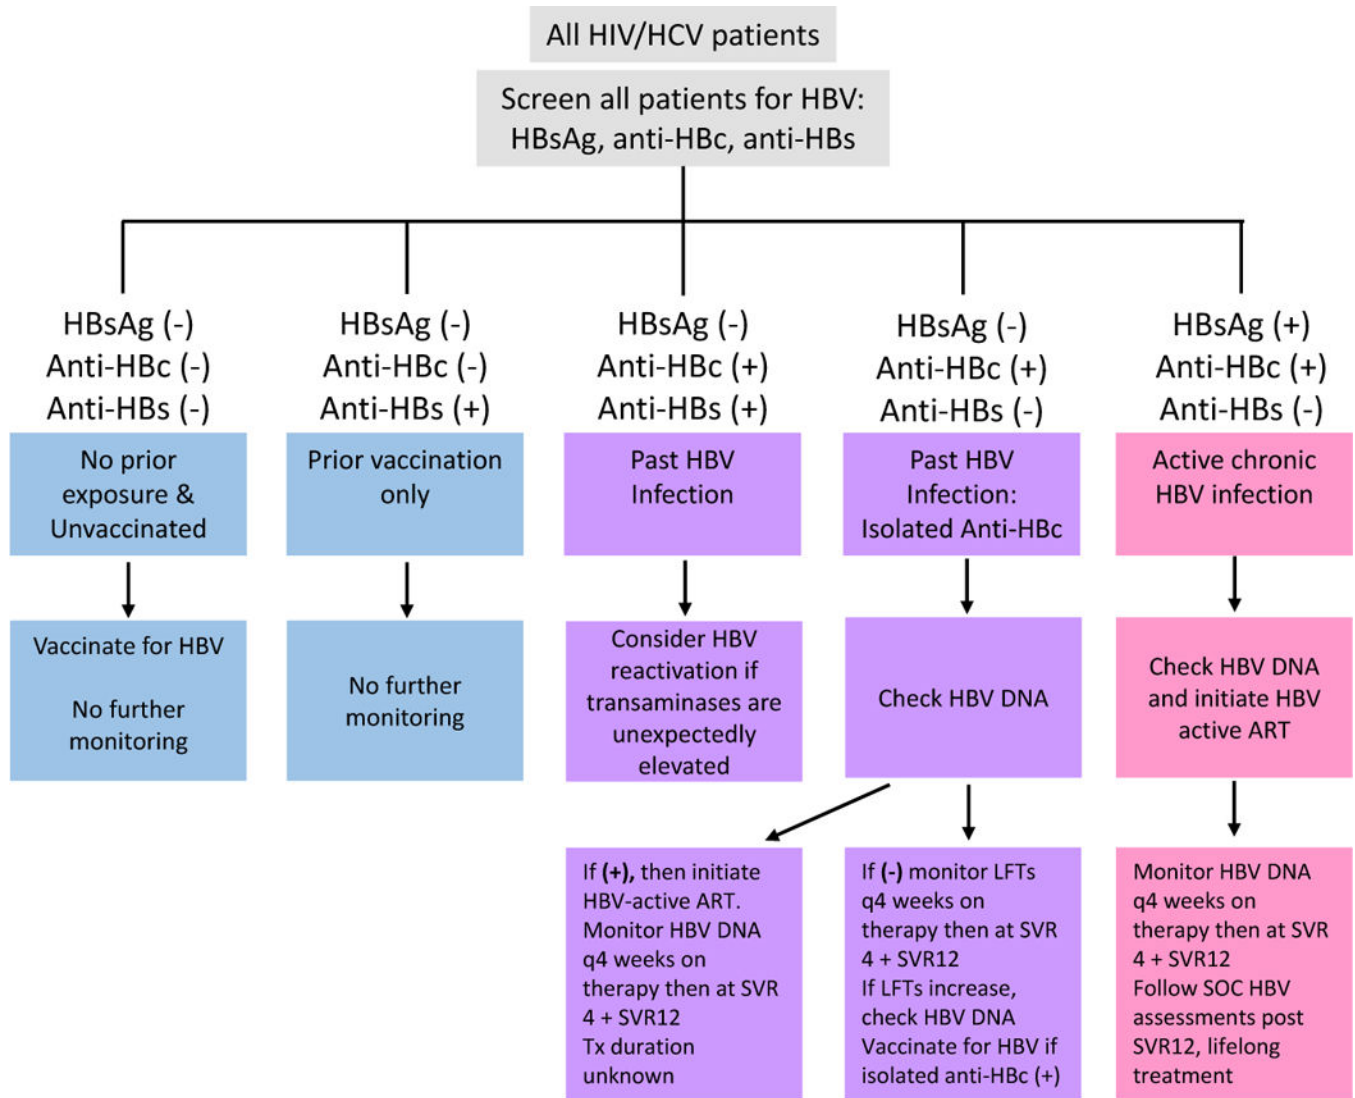 All HIV/HCV patients
Screen all patients for HBV:
HBsAg, anti-HBc, anti-HBs
HBsAg (-)
Anti-HBc (-)
Anti-HBs (-)
No prior
exposure &
Unvaccinated
Vaccinate for HBV
No further
monitoring
HBsAg (-)
Anti-HBc (-)
Anti-HBs (+)
Prior vaccination
only
No further
monitoring
HBsAg (-)
Anti-HBc (+)
Anti-HBs (+)
Past HBV
Infection
Consider HBV
reactivation if
transaminases are
unexpectedly
elevated
HBsAg (-)
Anti-HBc (+)
Anti-HBs (-)
Past HBV
Infection:
Isolated Anti-HBc
Check HBV DNA
If (+), then initiate
HBV-active ART.
Monitor HBV DNA
q4 weeks on
therapy then at SVR
4 + SVR12
Tx duration
unknown
If (-) monitor LFTs
q4 weeks on
therapy then at SVR
4 + SVR12
If LFTs increase,
check HBV DNA
Vaccinate for HBV if
isolated anti-HBc (+)
HBsAg (+)
Anti-HBc (+)
Anti-HBs (-)
Active chronic
HBV infection
Check HBV DNA
and initiate HBV
active ART
Monitor HBV DNA
q4 weeks on
therapy then at SVR
4 + SVR12
Follow SOC HBV
assessments post
SVR12, lifelong
treatment